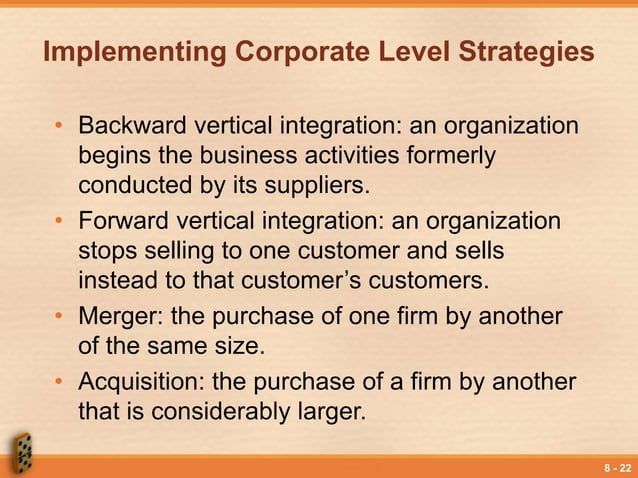 Implementing Corporate Level Strategies
• Backward vertical integration: an organization
begins the business activities formerly
conducted by its suppliers.
• Forward vertical integration: an organization
stops selling to one customer and sells
instead to that customer’s customers.
• Merger: the purchase of one firm by another
of the same size.
• Acquisition: the purchase of a firm by another
that is considerably larger.
8 - 22